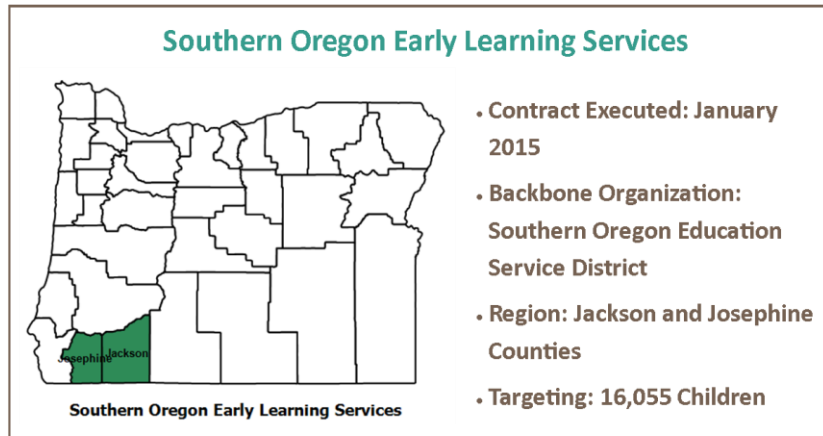 Southern Oregon Early Learning Services
• Contract Executed: January
2015
• Backbone Organization:
Southern Oregon Education
Service District
• Region: Jackson and Josephine
Counties
• Targeting: 16,055 Children
Josephine
Jackson
Southern Oregon Early Learning Services